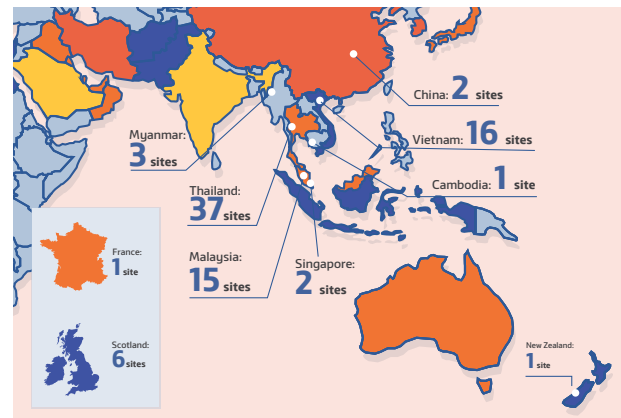 China: 2 sites
Vietnam: 16 sites
Myanmar:
3 sites
Cambodia: 1 site
Thailand:
37 sites
Malaysia:
15 sites
Singapore:
2 sites
France:
1 site
Scotland:
6 sites
New Zealand:
1 site